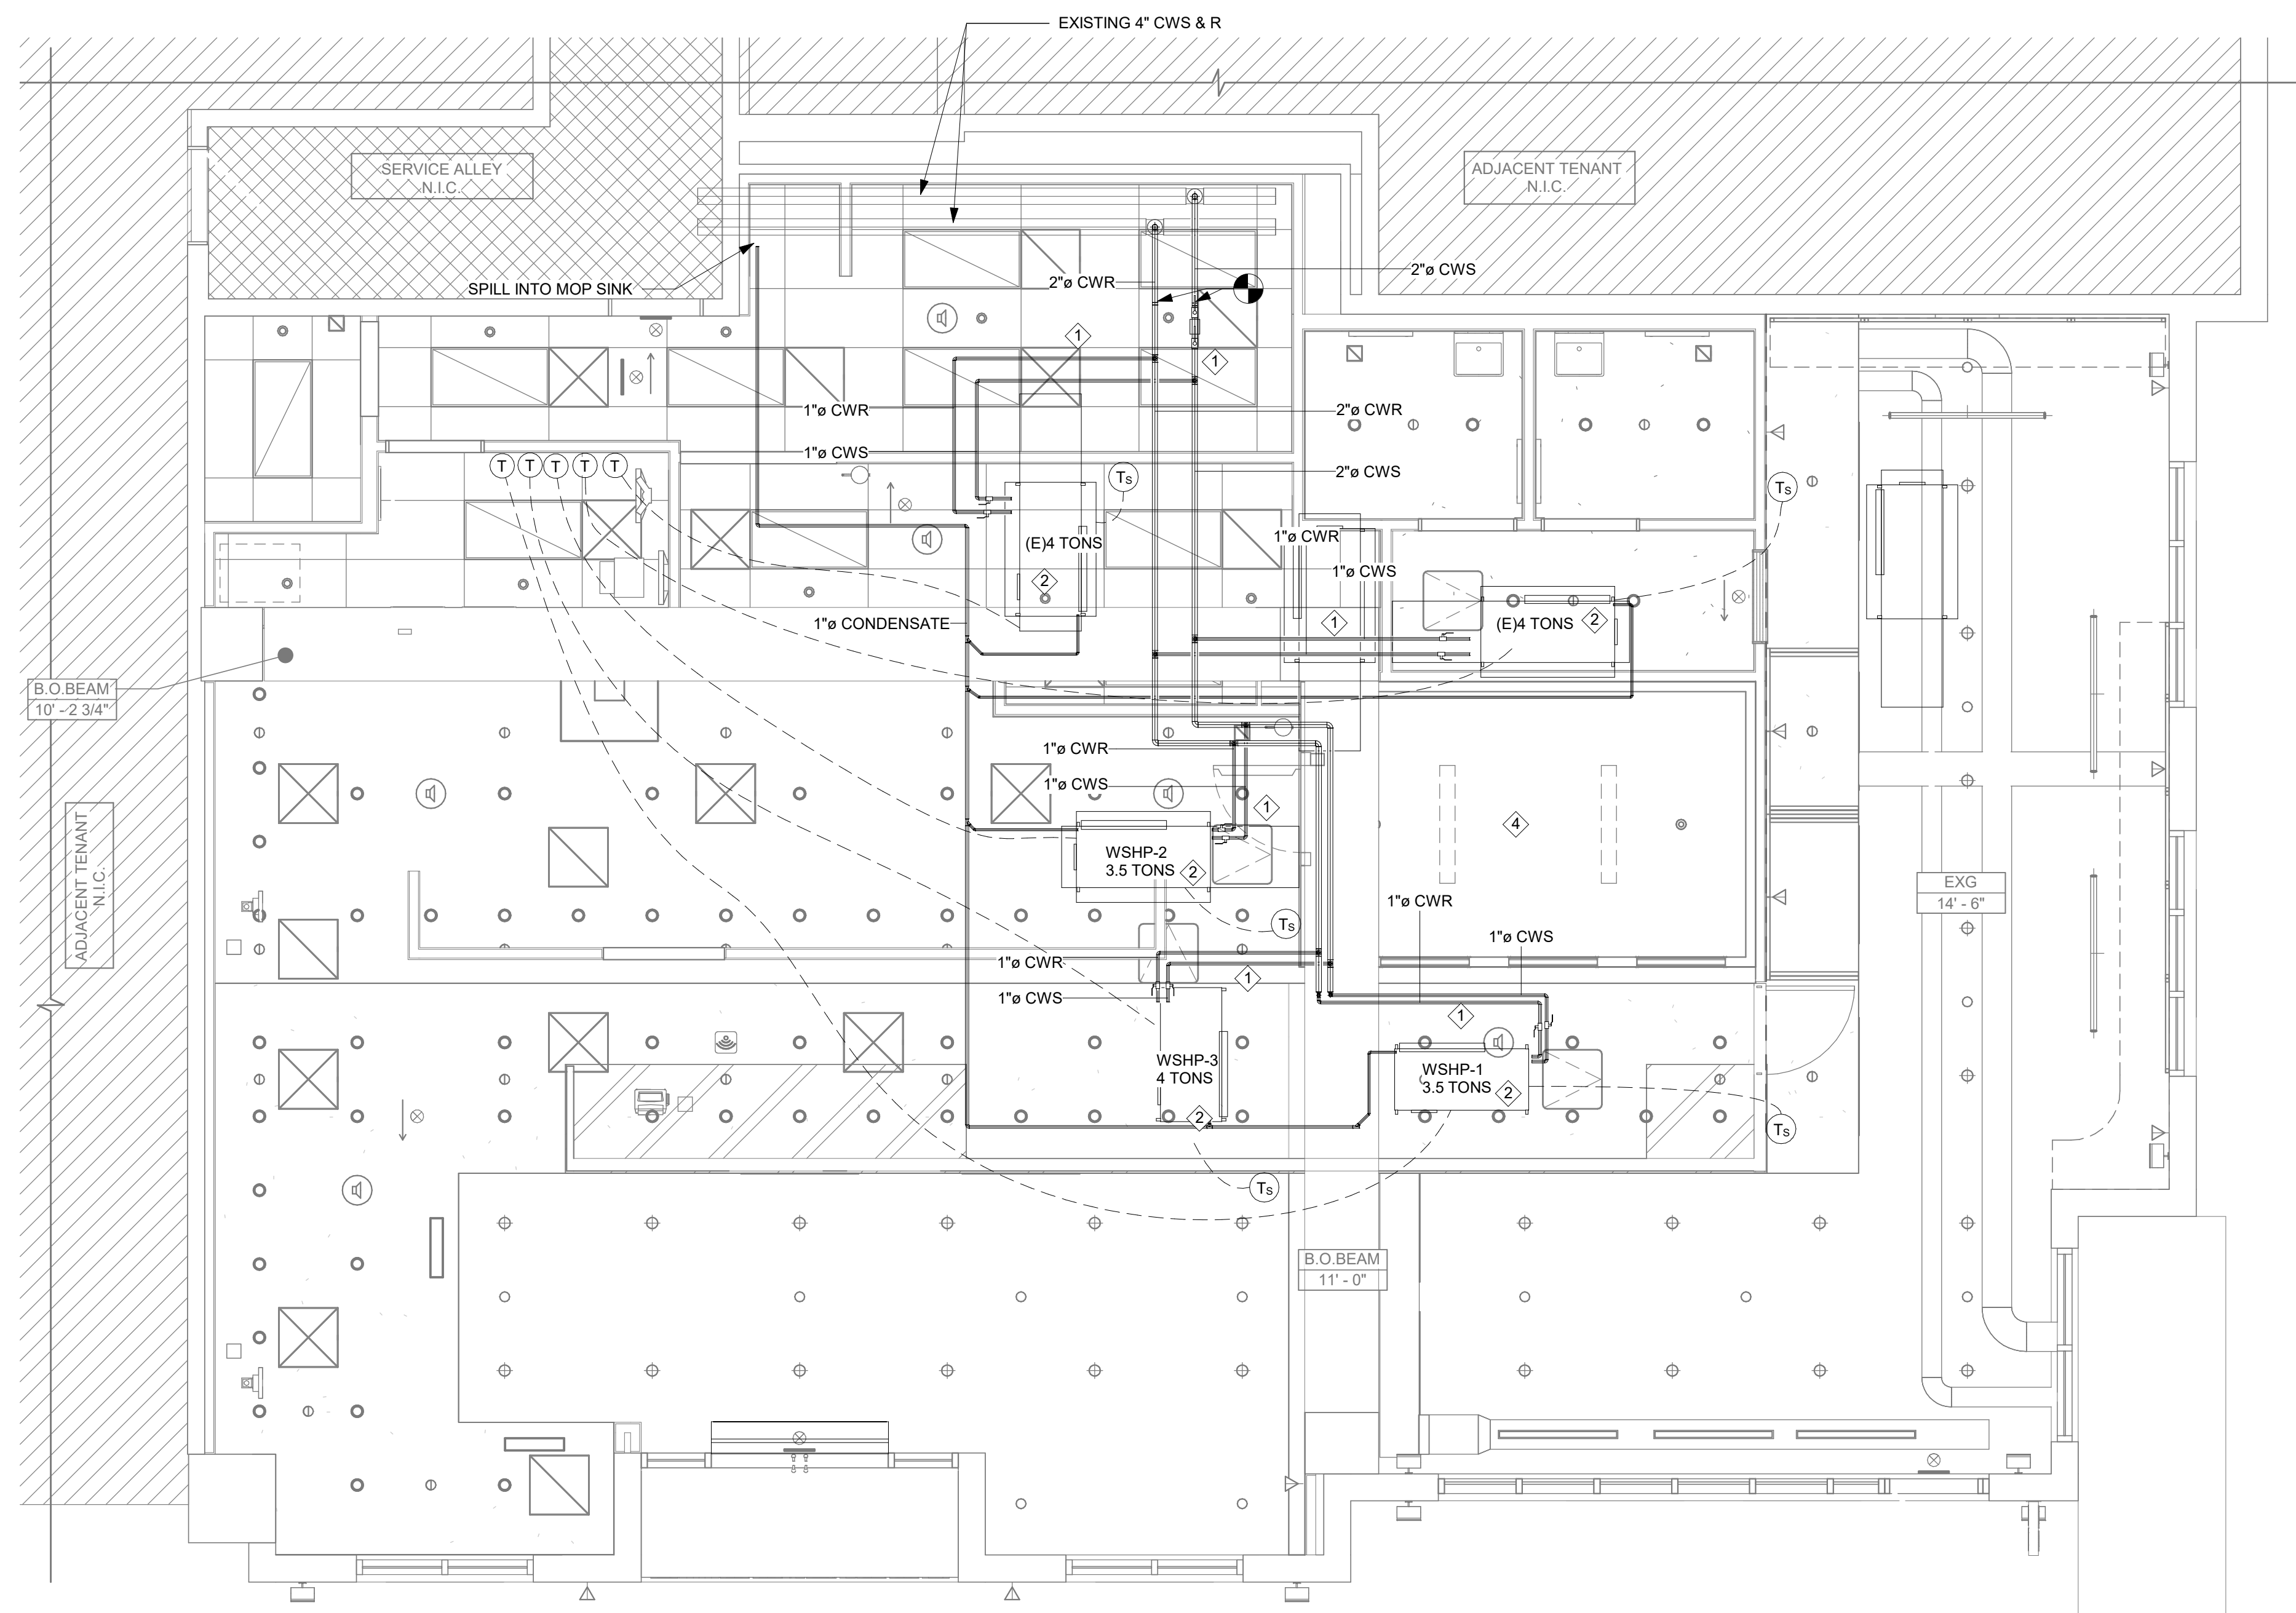 EXISTING 4" CWS & R
SERVICE ALLEY
N.I.C.
ADJACENT TENANT
N.I.C.
SPILL INTO MOP SINK
2"ø CWR
2"ø CWS
1
1
1"ø CWR
2"ø CWR
1"ø CWS
2"ø CWS
T
T
T
T
T
Ts
Ts
(E)4 TONS
2
1"ø CWR
1"ø CWS
1"ø CONDENSATE
1
(E)4 TONS
2
B.O.BEAM
10' - 2 3/4"
1"ø CWR
1"ø CWS
1
4
WSHP-2
3.5 TONS
2
ADJACENT TENANT
N.I.C.
EXG
14' - 6"
1"ø CWR
Ts
1"ø CWS
1"ø CWR
1
1"ø CWS
1
WSHP-3
4 TONS
2
WSHP-1
3.5 TONS
2
Ts
Ts
B.O.BEAM
11' - 0"